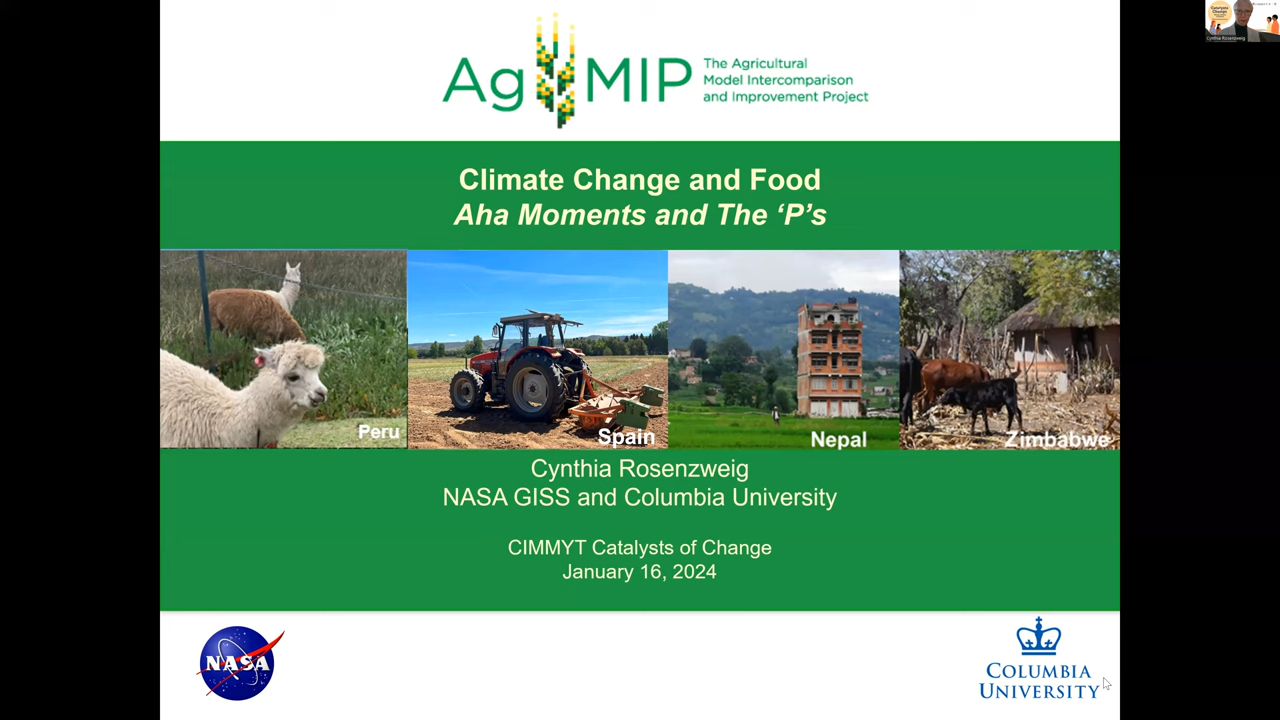 AgMIP
The Agricultural
Model Intercomparison
and Improvement Project
Climate Change and Food
Aha Moments and The ‘P’s
Peru
Spain
Nepal
Zimbabwe
Cynthia Rosenzweig
NASA GISS and Columbia University
CIMMYT Catalysts of Change
January 16, 2024
NASA
COLUMBIA
UNIVERSITY
Catalysts
Change
Cynthia Rosenzweig